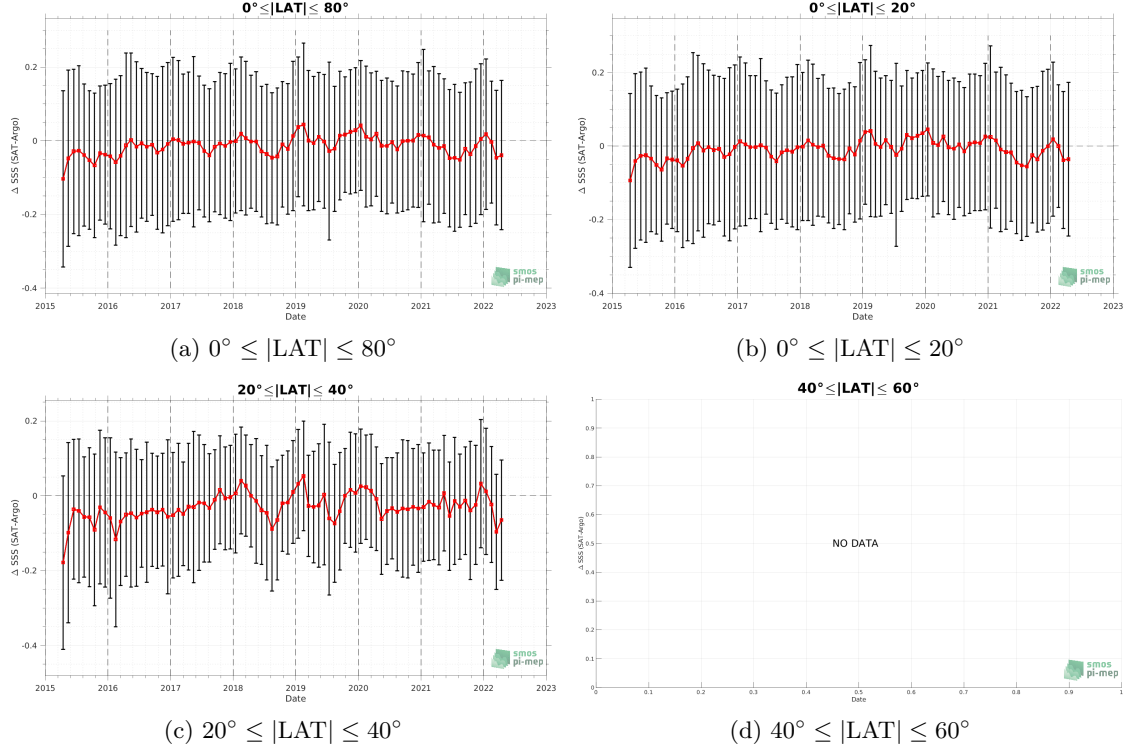 0°≤|LAT|≤ 80°
0.2
0
-0.2
-0.4
Δ SSS (SAT-Argo)
2015 2016 2017 2018 2019 2020 2021 2022 2023
Date
smos
pi-mep
(a) 0° ≤ |LAT| ≤ 80°
0°≤|LAT|≤ 20°
0.2
0
-0.2
-0.4
Δ SSS (SAT-Argo)
2015 2016 2017 2018 2019 2020 2021 2022 2023
Date
smos
pi-mep
(b) 0° ≤ |LAT| ≤ 20°
20°≤|LAT|≤ 40°
0.2
0
-0.2
-0.4
Δ SSS (SAT-Argo)
2015 2016 2017 2018 2019 2020 2021 2022 2023
Date
smos
pi-mep
(c) 20° ≤ |LAT| ≤ 40°
40°≤|LAT|≤ 60°
1
0.9
0.8
0.7
0.6
0.5
0.4
0.3
0.2
0.1
0
Δ SSS (SAT-Argo)
NO DATA
0 0.1 0.2 0.3 0.4 0.5 0.6 0.7 0.8 0.9 1
Date
smos
pi-mep
(d) 40° ≤ |LAT| ≤ 60°